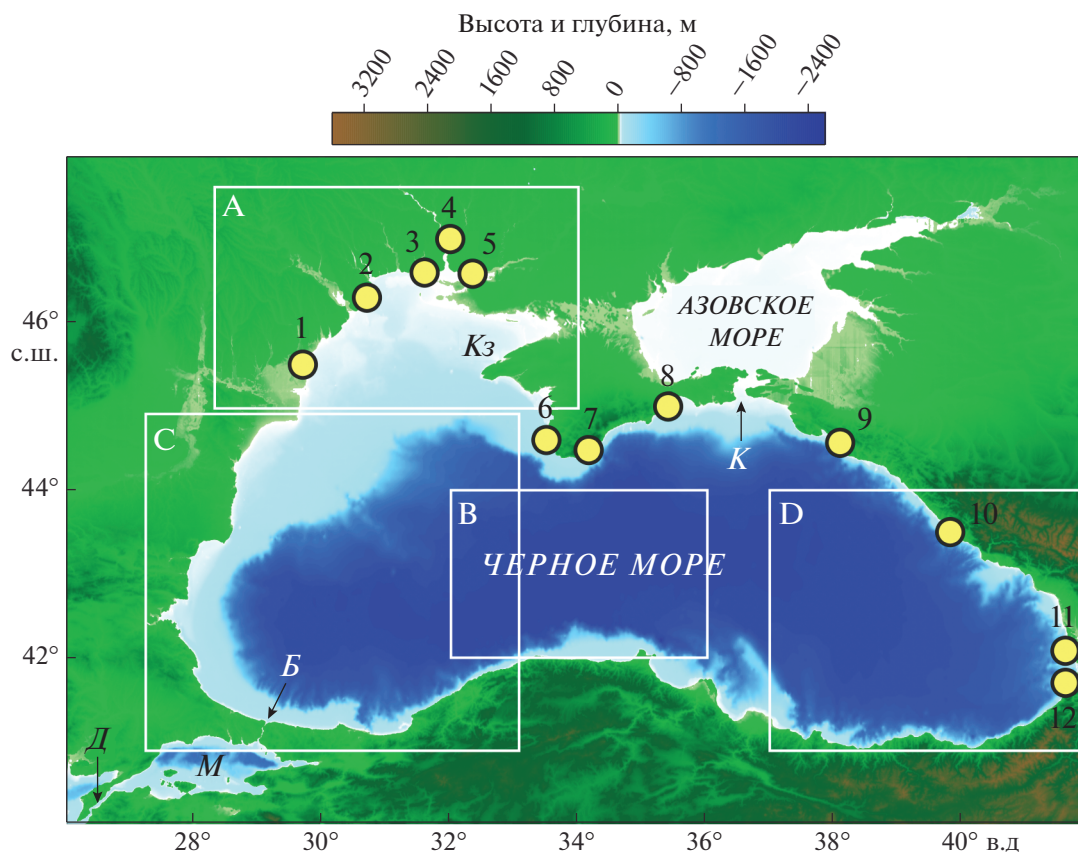 Высота и глубина, м
3200 2400 1600 800 0 −800 −1600 −2400
A
4
3 5
2
АЗОВСКОЕ
МОРЕ
46°
с.ш.
1
Кз
8
6 7
9
C
К
44°
B
D
10
ЧЕРНОЕ МОРЕ
11
42°
Б
12
Д
М
28° 30° 32° 34° 36° 38° 40° в.д